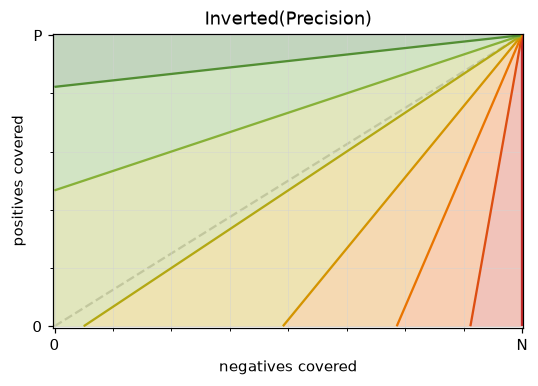 Inverted(Precision)
P
positives covered
0
0
N
negatives covered